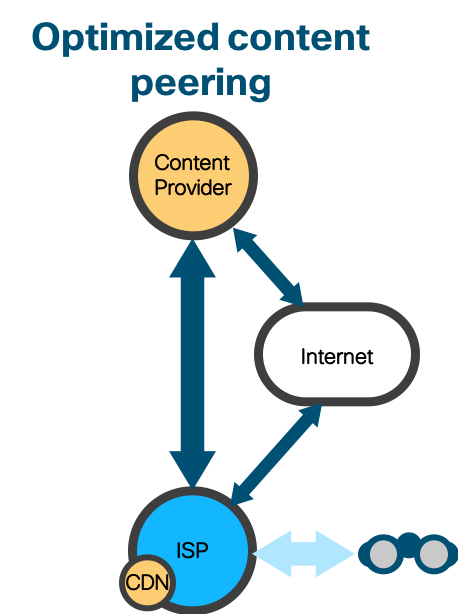 Optimized content
peering
Content
Provider
Internet
ISP
CDN